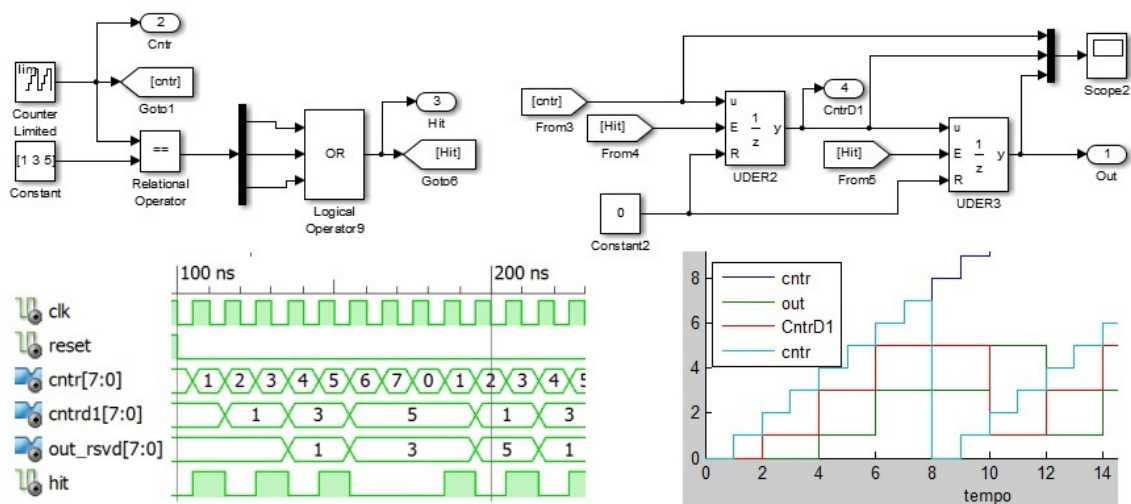 2
Cntr
lim
[cntr]
Goto1
Counter
Limited
[1 3 5]
Constant
==
Relational
Operator
OR
Logical
Operator9
3
Hit
[Hit]
Goto6
[cntr]
From3
[Hit]
From4
0
Constant2
u
E
R
1
z
y
UDER2
4
CntrD1
[Hit]
From5
u
E
R
1
z
y
UDER3
Scope2
1
Out
100 ns 200 ns
clk
reset
cntr[7:0] 1 2 3 4 5 6 7 0 1 2 3 4 5
cntrd1[7:0] 1 3 5 1 3
out_rsvd[7:0] 1 3 5 1
hit
8
6
4
2
0
cntr
out
CntrD1
cntr
0 2 4 6 8 10 12 14
tempo